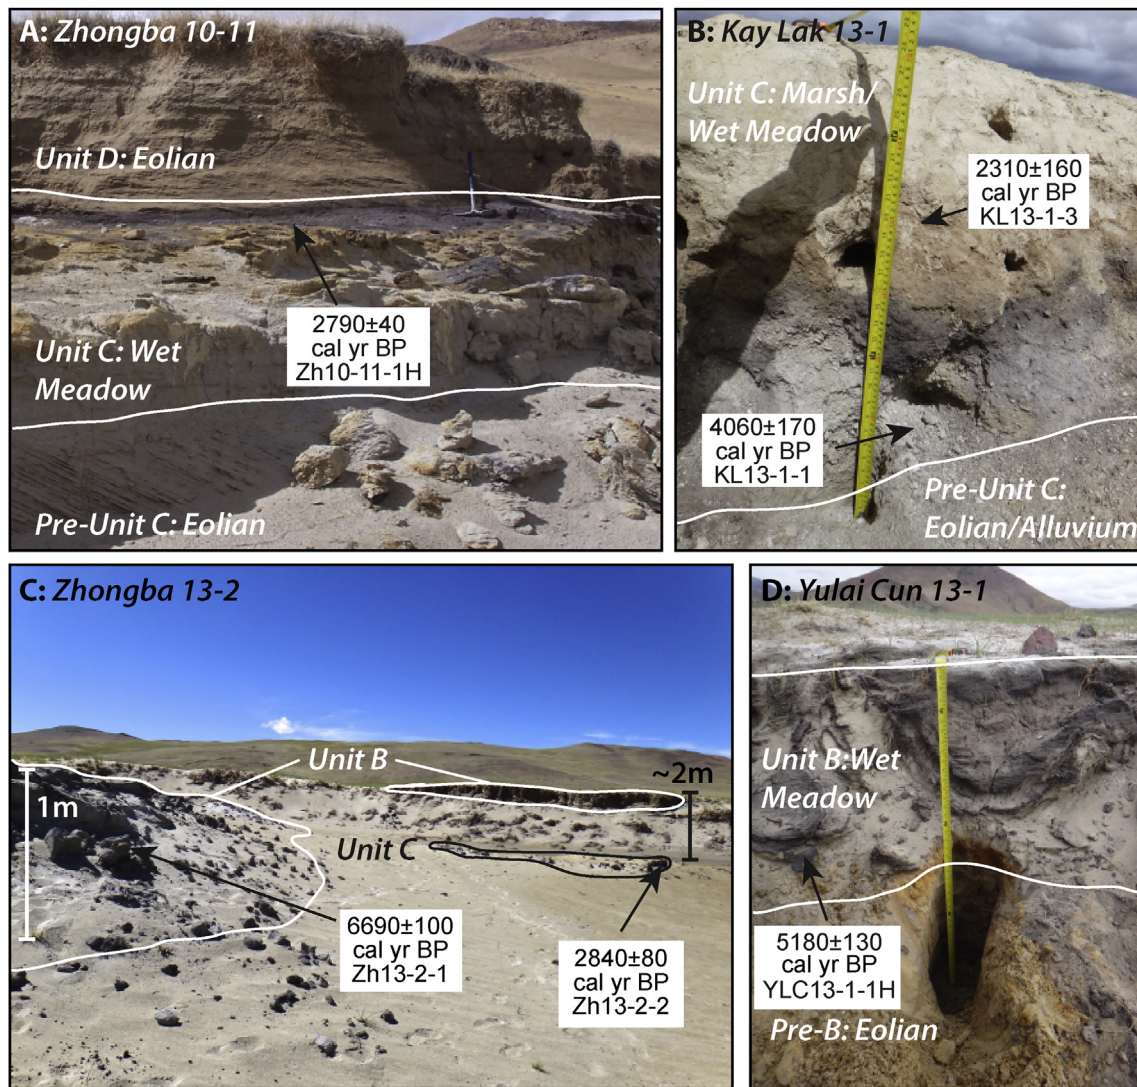 A: Zhongba 10-11
Unit D: Eolian
2790±40
cal yr BP
Zh10-11-1H
Unit C: Wet
Meadow
Pre-Unit C: Eolian
B: Kay Lak 13-1
Unit C: Marsh/
Wet Meadow
2310±160
cal yr BP
KL13-1-3
4060±170
cal yr BP
KL13-1-1
Pre-Unit C:
Eolian/Alluvium
C: Zhongba 13-2
Unit B
~2m
1m
Unit C
6690±100
cal yr BP
Zh13-2-1
2840±80
cal yr BP
Zh13-2-2
D: Yulai Cun 13-1
Unit B:Wet
Meadow
5180±130
cal yr BP
YLC13-1-1H
Pre-B: Eolian